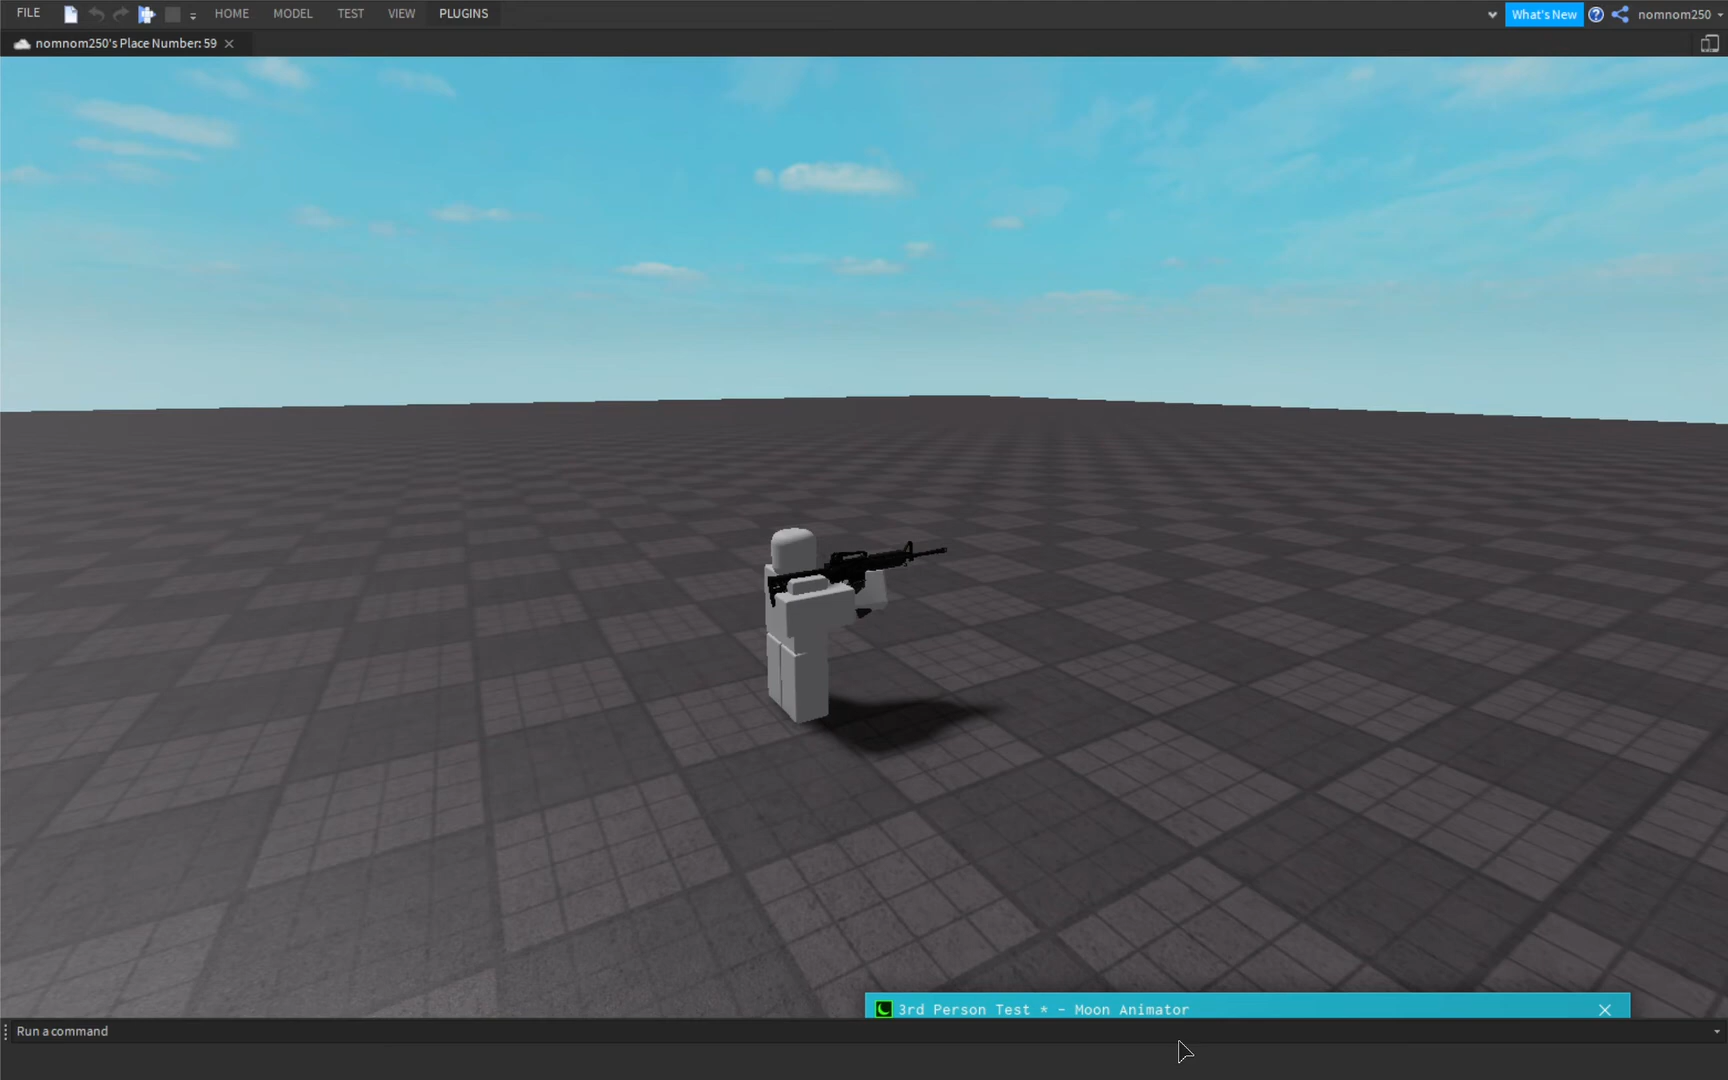 FILE HOME MODEL TEST VIEW PLUGINS What's New nomnom250
nomnom250's Place Number: 59
3rd Person Test * - Moon Animator
Run a command